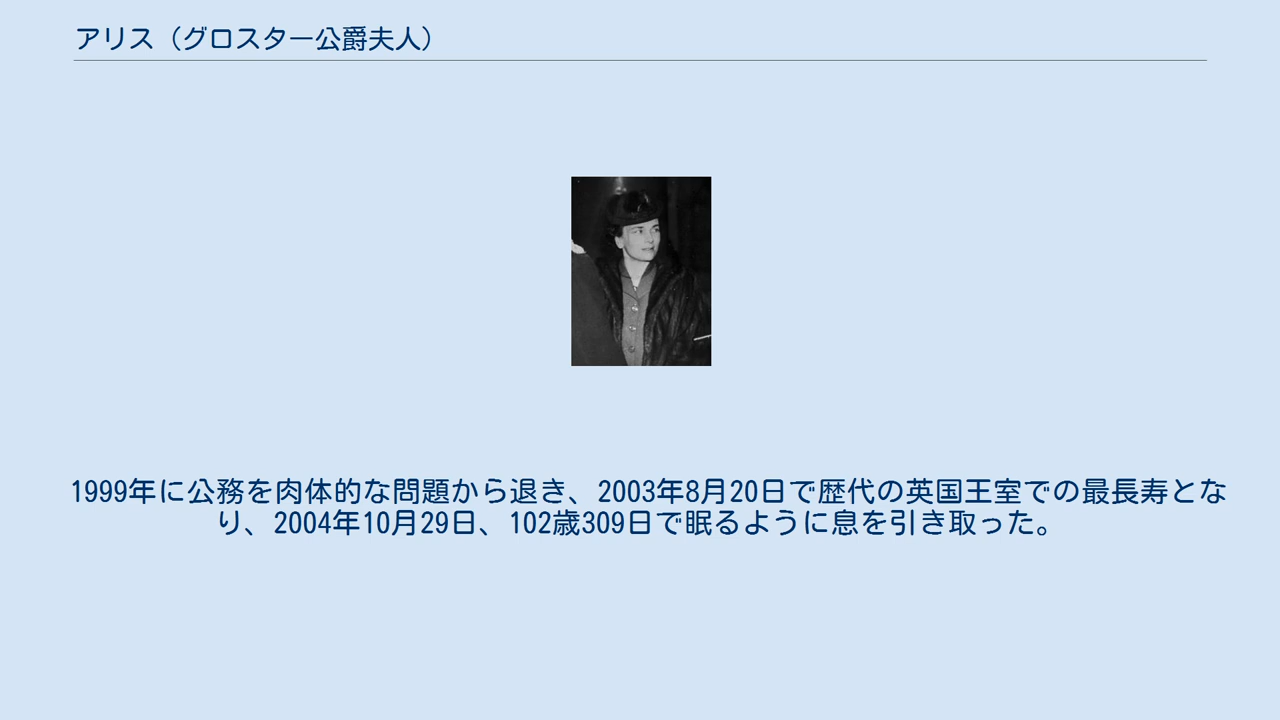 アリス（グロスター公爵夫人）
1999年に公務を肉体的な問題から退き、2003年8月20日で歴代の英国王室での最長寿とな
り、2004年10月29日、102歳309日で眠るように息を引き取った。